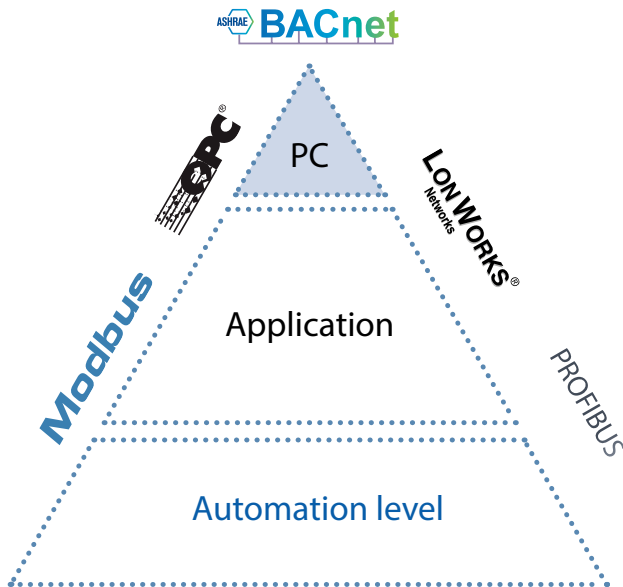 ASHRAE BACnet
OPC®
PC
LONWORKS®
Networks
Modbus
Application
PROFIBUS
Automation level